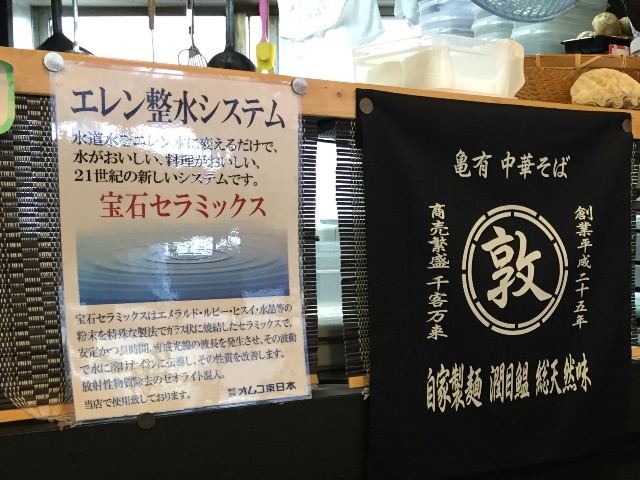 エレン整水システム
水道水をエレン水に変えるだけで、
水がおいしい、料理がおいしい、
21世紀の新しいシステムです。
宝石セラミックス
宝石セラミックスはエメラルド・ルビー・ヒスイ・水晶等の
粉末を特殊な製法でガラス状に焼結したセラミックスで、
安定かつ長時間、育成光線の波長を発生させ、その波動
で水に溶けイオンに伝導し、その性質を改善します。
放射性物質除去のゼオライト混入。
当店で使用致しております。
株式会社オムコ東日本
亀有 中華そば
創業平成二十五年
敦
商売繁盛 千客万来
自家製麺 潤目鰮 総天然味